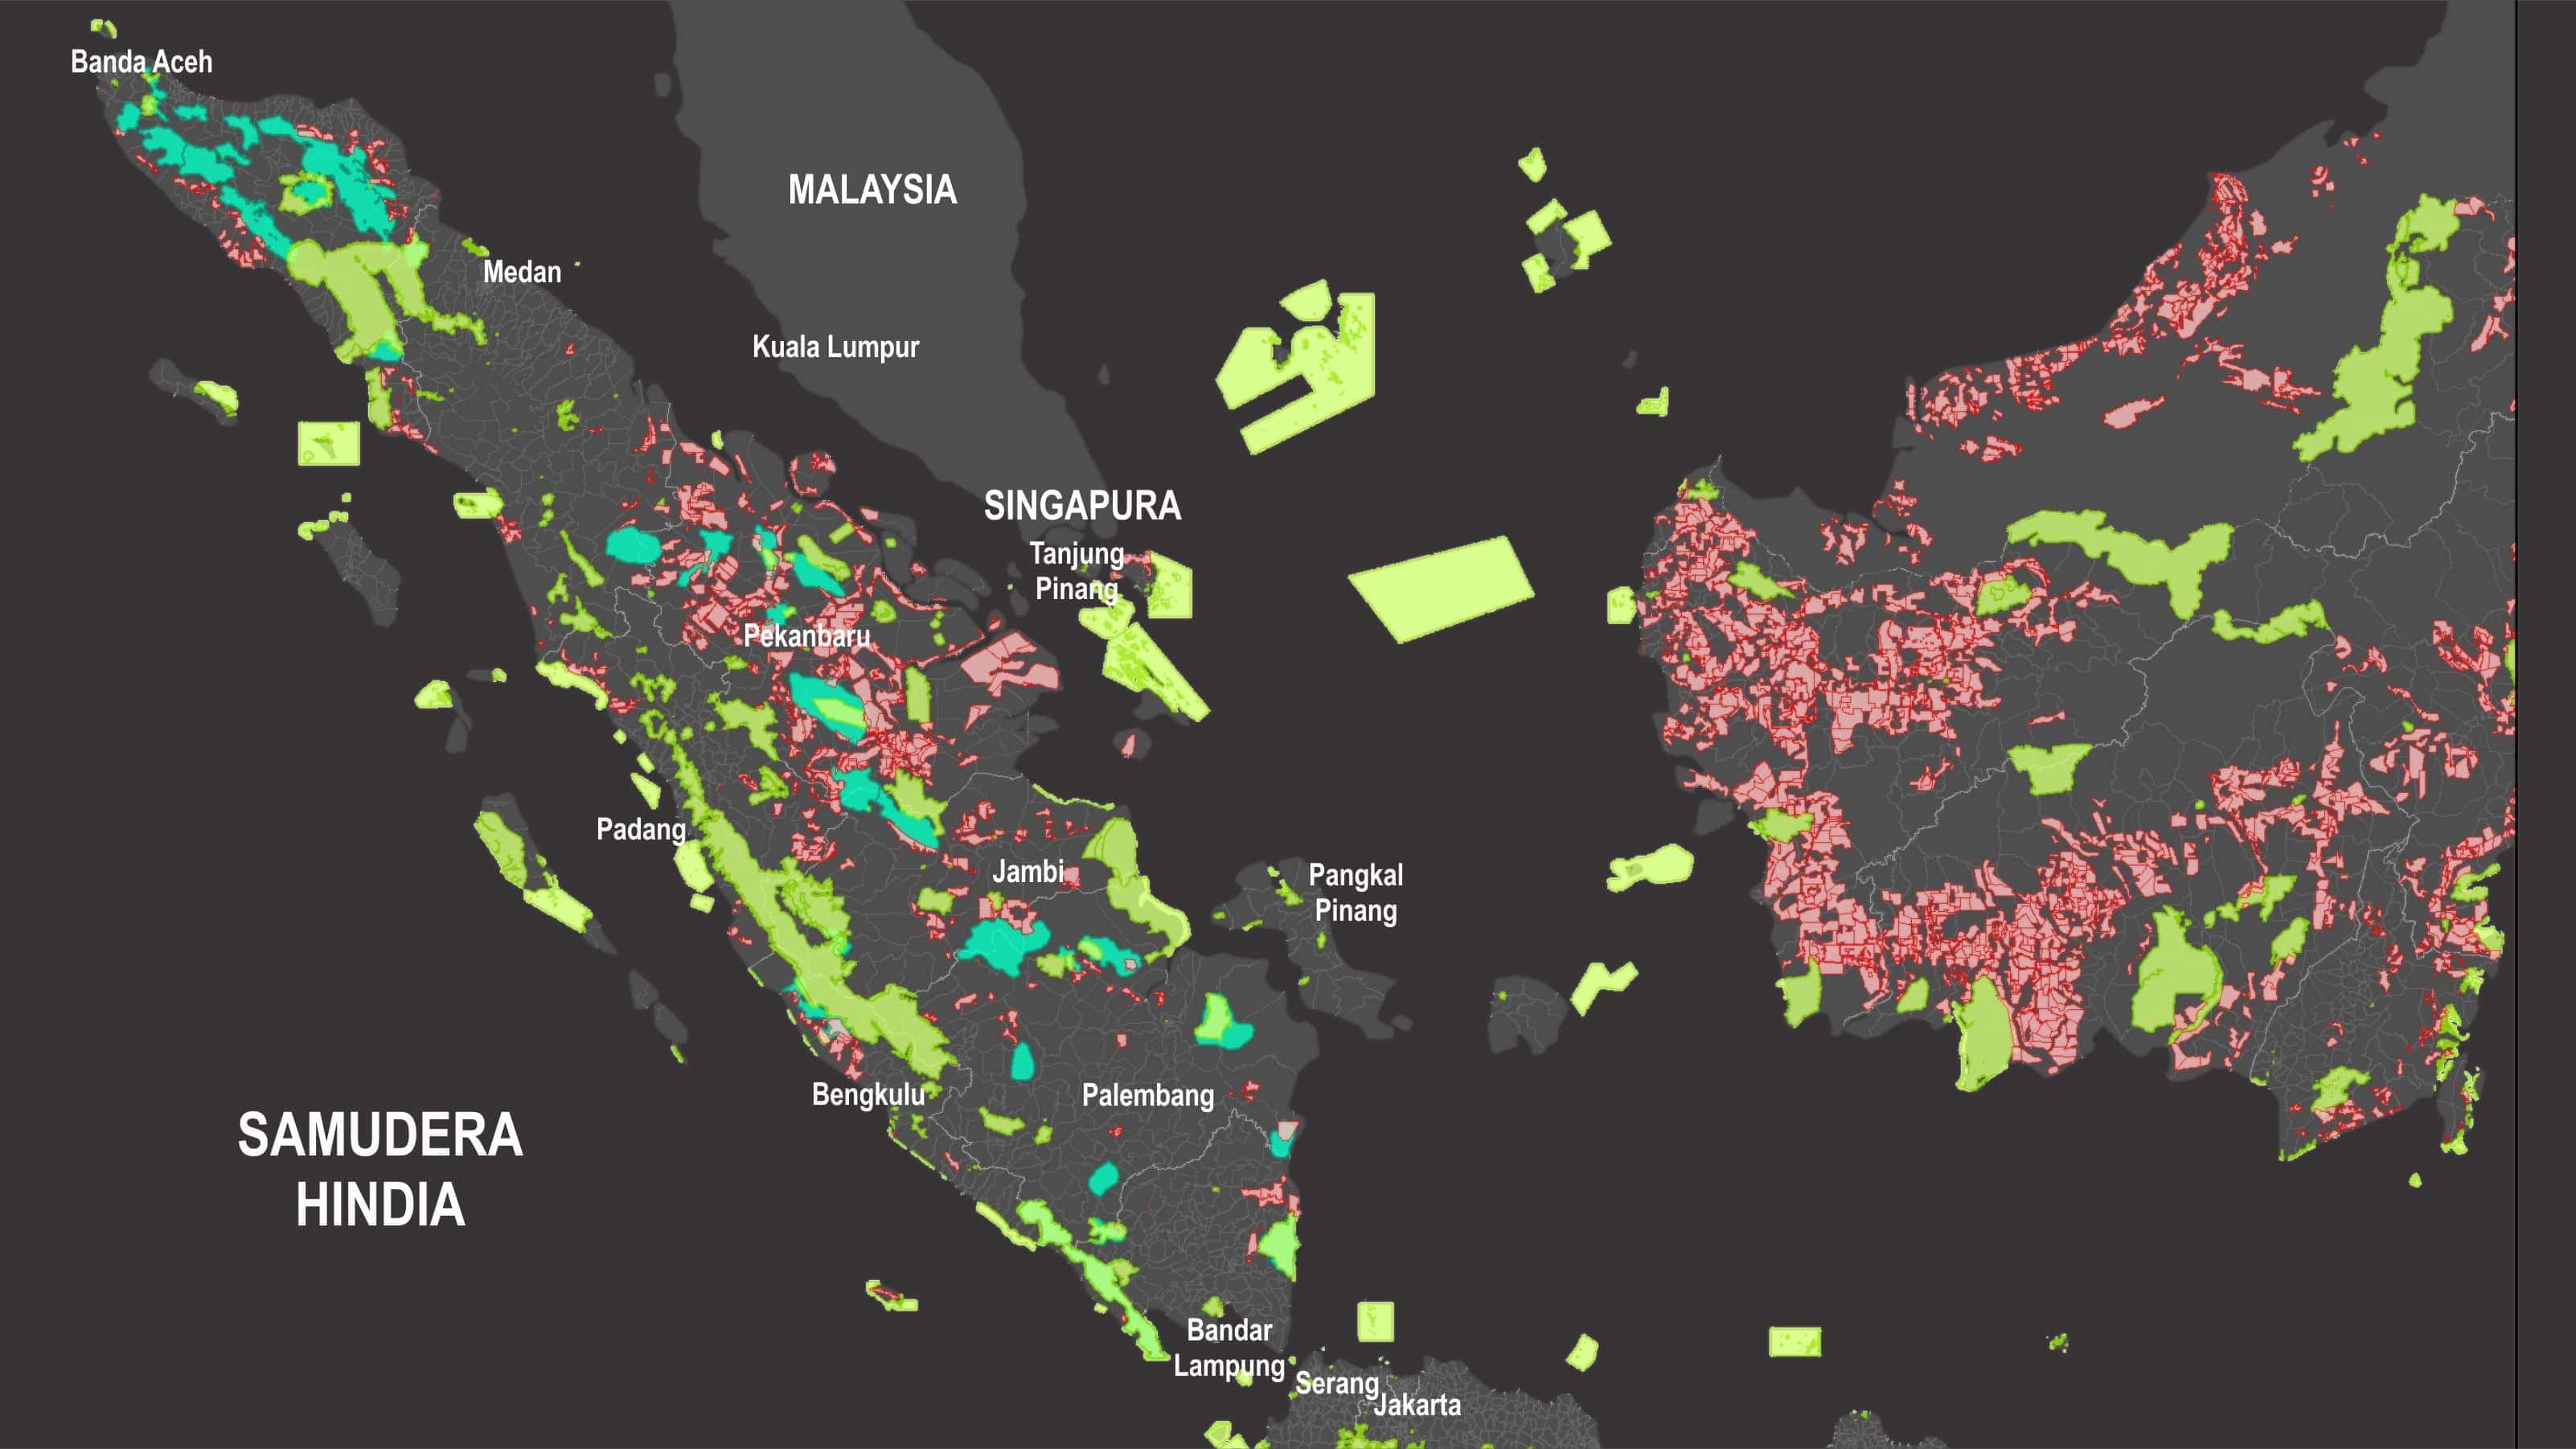 Banda Aceh
MALAYSIA
Medan
Kuala Lumpur
SINGAPURA
Tanjung
Pinang
Pekanbaru
Padang
Jambi
Pangkal
Pinang
Bengkulu
Palembang
SAMUDERA
HINDIA
Bandar
Lampung
Serang
Jakarta